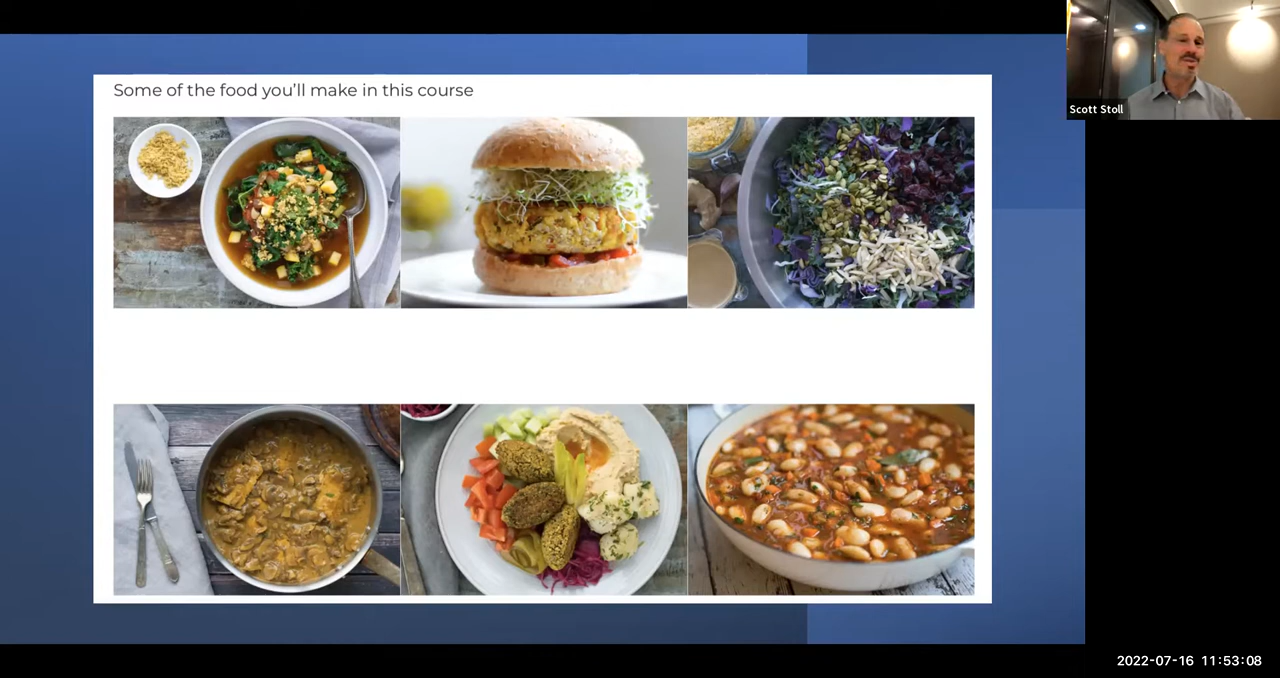 Some of the food you'll make in this course
Scott Stoll
2022-07-16 11:53:08